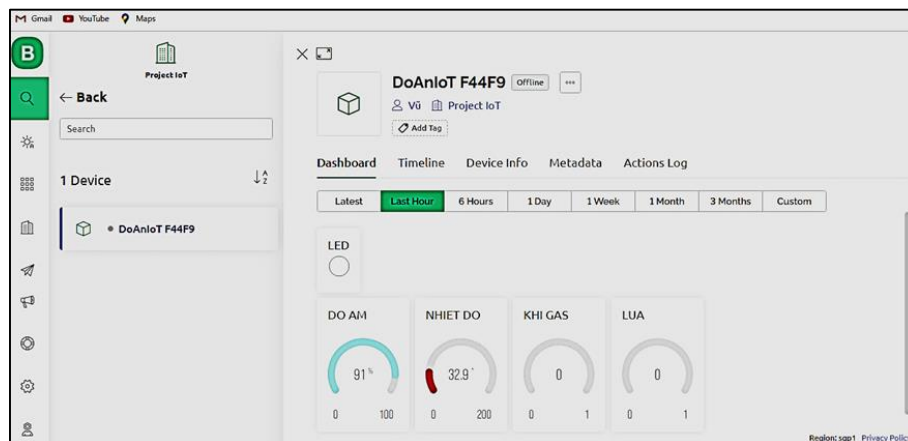 Gmail YouTube Maps
B
Project IoT
← Back
Search
1 Device
DoAnIoT F44F9
DoAnIoT F44F9 Offline
Vũ Project IoT
Add Tag
Dashboard Timeline Device Info Metadata Actions Log
Latest Last Hour 6 Hours 1 Day 1 Week 1 Month 3 Months Custom
LED
DO AM NHIET DO KHI GAS LUA
91 % 32.9 ° 0 0
0 100 0 200 0 1 0 1
Region: sgp1 Privacy Policy